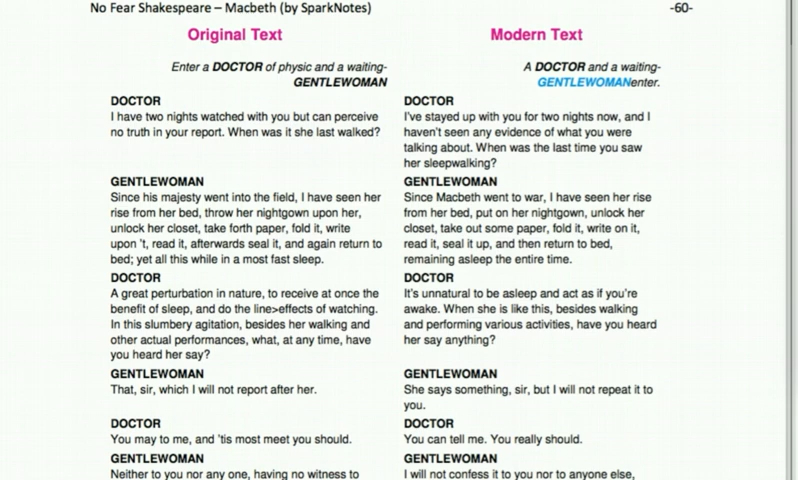 No Fear Shakespeare – Macbeth (by SparkNotes) -60-
Original Text
Modern Text
Enter a DOCTOR of physic and a waiting-
GENTLEWOMAN
A DOCTOR and a waiting-
GENTLEWOMANenter.
DOCTOR
I have two nights watched with you but can perceive
no truth in your report. When was it she last walked?
DOCTOR
I've stayed up with you for two nights now, and I
haven't seen any evidence of what you were
talking about. When was the last time you saw
her sleepwalking?
GENTLEWOMAN
Since his majesty went into the field, I have seen her
rise from her bed, throw her nightgown upon her,
unlock her closet, take forth paper, fold it, write
upon 't, read it, afterwards seal it, and again return to
bed; yet all this while in a most fast sleep.
GENTLEWOMAN
Since Macbeth went to war, I have seen her rise
from her bed, put on her nightgown, unlock her
closet, take out some paper, fold it, write on it,
read it, seal it up, and then return to bed,
remaining asleep the entire time.
DOCTOR
A great perturbation in nature, to receive at once the
benefit of sleep, and do the line>effects of watching.
In this slumbery agitation, besides her walking and
other actual performances, what, at any time, have
you heard her say?
DOCTOR
It's unnatural to be asleep and act as if you're
awake. When she is like this, besides walking
and performing various activities, have you heard
her say anything?
GENTLEWOMAN
That, sir, which I will not report after her.
GENTLEWOMAN
She says something, sir, but I will not repeat it to
you.
DOCTOR
You may to me, and 'tis most meet you should.
DOCTOR
You can tell me. You really should.
GENTLEWOMAN
Neither to you nor any one, having no witness to
GENTLEWOMAN
I will not confess it to you nor to anyone else,